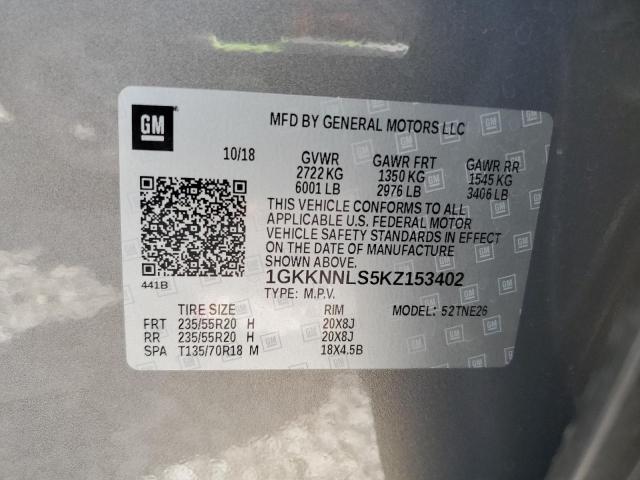 GM
MFD BY GENERAL MOTORS LLC
10/18 GVWR GAWR FRT GAWR RR
2722 KG 1350 KG 1545 KG
6001 LB 2976 LB 3406 LB
THIS VEHICLE CONFORMS TO ALL
APPLICABLE U.S. FEDERAL MOTOR
VEHICLE SAFETY STANDARDS IN EFFECT
ON THE DATE OF MANUFACTURE
SHOWN ABOVE.
1GKKNNLS5KZ153402
441B TYPE: M.P.V.
TIRE SIZE RIM MODEL: 52TNE26
FRT 235/55R20 H 20X8J
RR 235/55R20 H 20X8J
SPA T135/70R18 M 18X4.5B